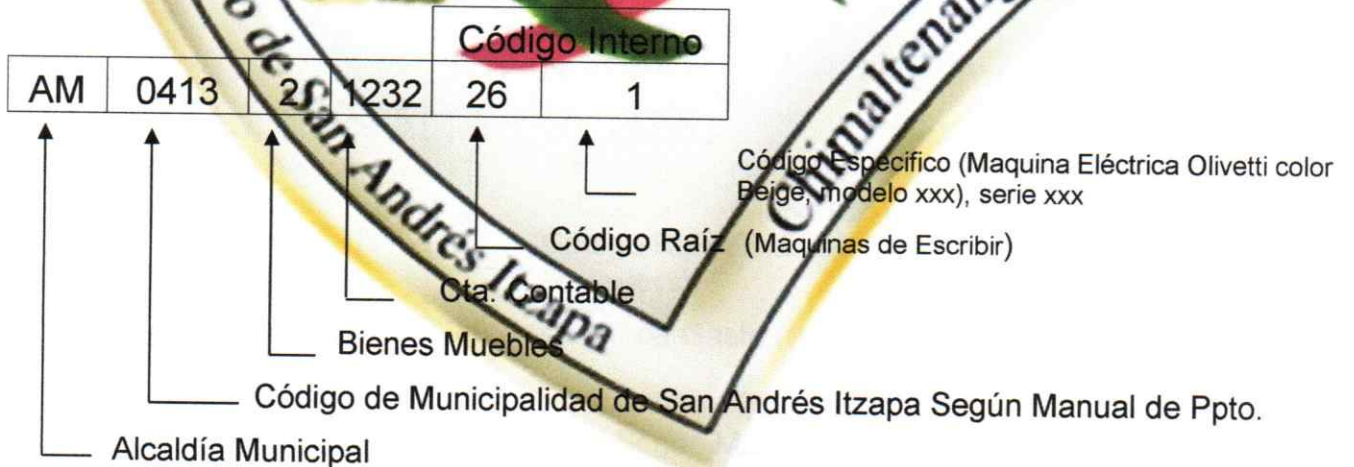 Código Interno
AM 0413 2 1232 26 1
Código Especifico (Maquina Eléctrica Olivetti color
Beige, modelo xxx), serie xxx
Código Raíz (Maquinas de Escribir)
Cta. Contable
Bienes Muebles
Código de Municipalidad de San Andrés Itzapa Según Manual de Ppto.
Alcaldía Municipal
de San Andrés Itzapa